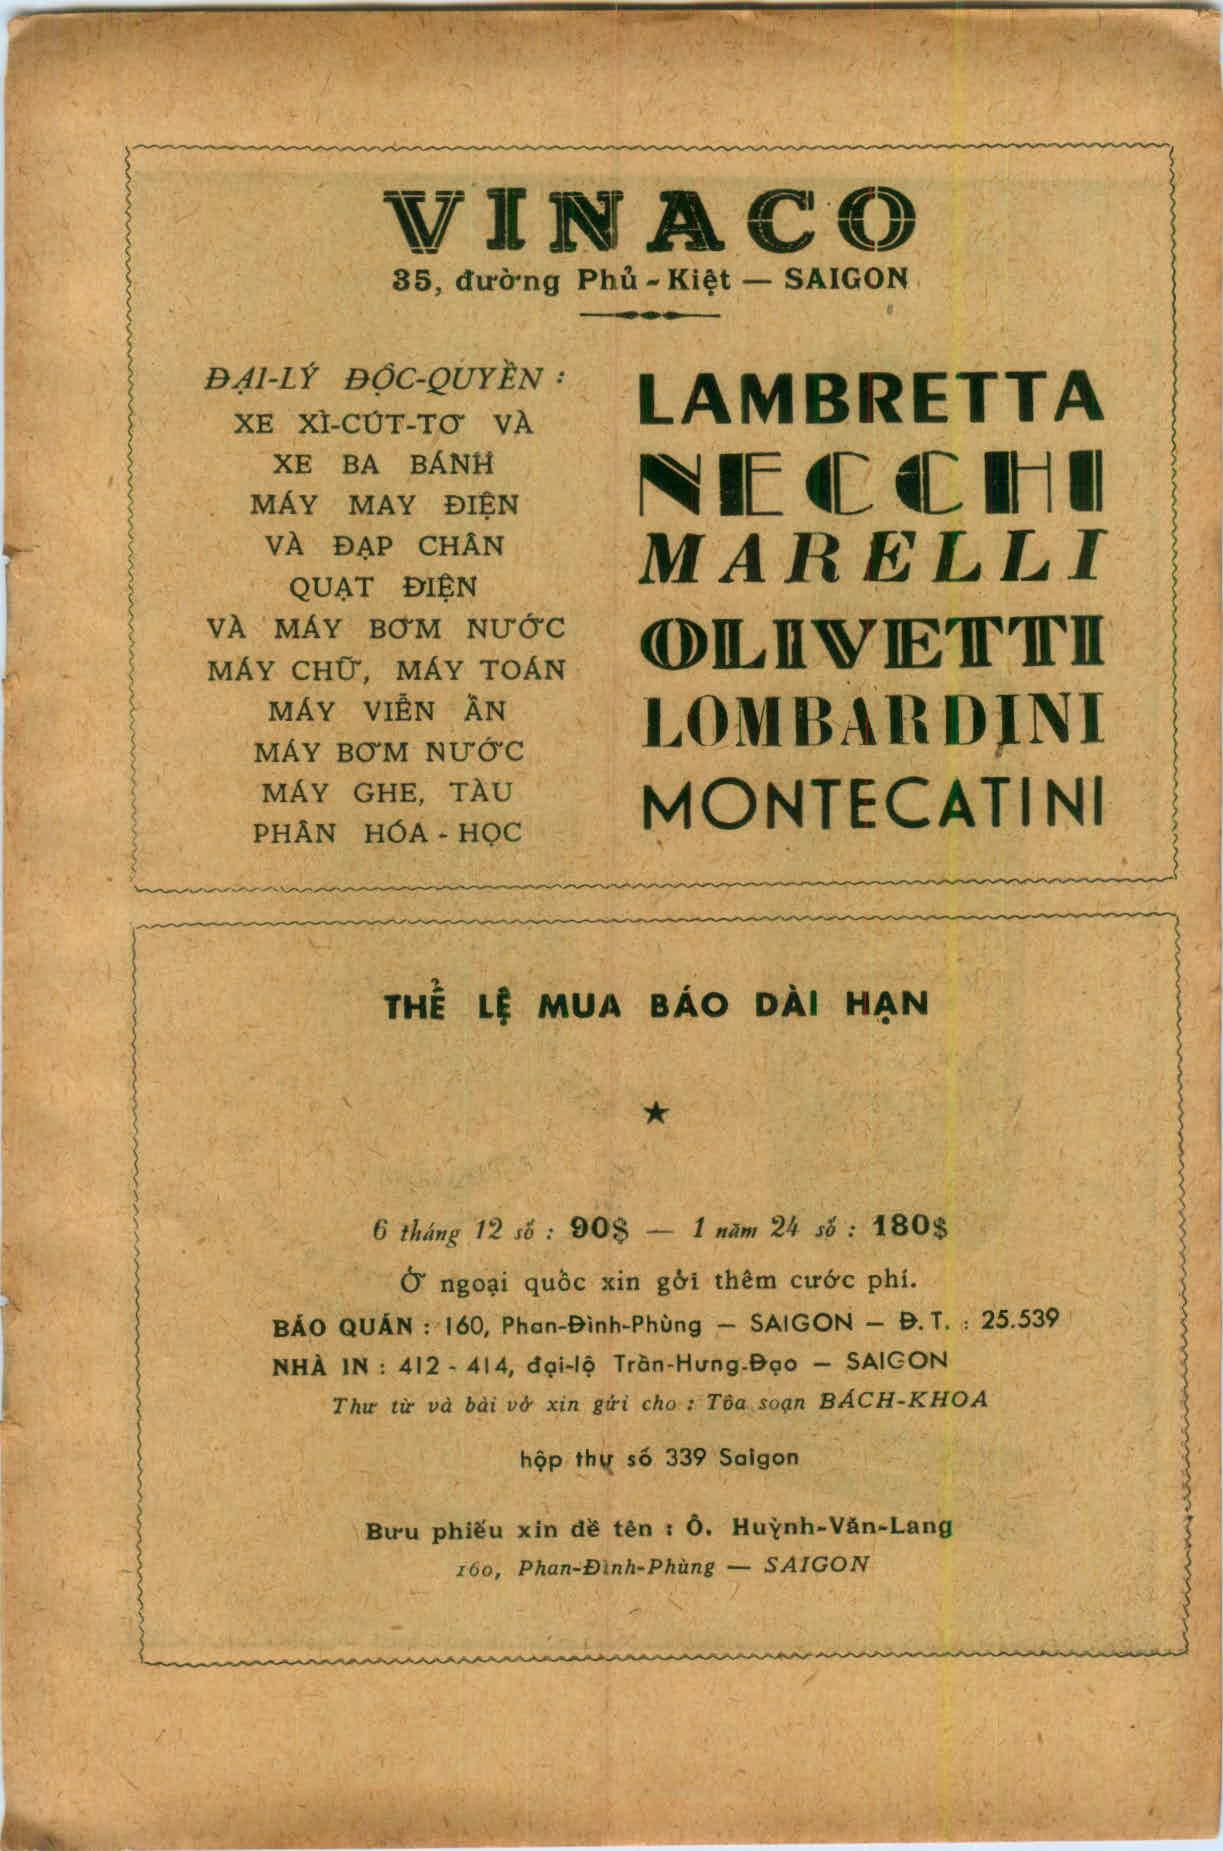 VINACO
35, đường Phủ-Kiệt — SAIGON
ĐẠI-LÝ ĐỘC-QUYỀN :
XE XÌ-CÚT-TƠ VÀ
XE BA BÁNH
MÁY MAY ĐIỆN
VÀ ĐẠP CHÂN
QUẠT ĐIỆN
VÀ MÁY BƠM NƯỚC
MÁY CHỮ, MÁY TOÁN
MÁY VIỄN ẤN
MÁY BƠM NƯỚC
MÁY GHE, TÀU
PHÂN HÓA-HỌC
LAMBRETTA
NECCHI
MARELLI
OLIVETTI
LOMBARDINI
MONTECATINI
THỂ LỆ MUA BÁO DÀI HẠN
★
6 tháng 12 số : 90$ — 1 năm 24 số : 180$
Ở ngoại quốc xin gởi thêm cước phí.
BÁO QUÁN : 160, Phan-Đình-Phùng — SAIGON — Đ.T. : 25.539
NHÀ IN : 412 - 414, đại-lộ Trần-Hưng-Đạo — SAIGON
Thư từ và bài vở xin gửi cho : Tòa soạn BÁCH-KHOA
hộp thư số 339 Saigon
Bưu phiếu xin đề tên : Ô. Huỳnh-Văn-Lang
160, Phan-Đình-Phùng — SAIGON